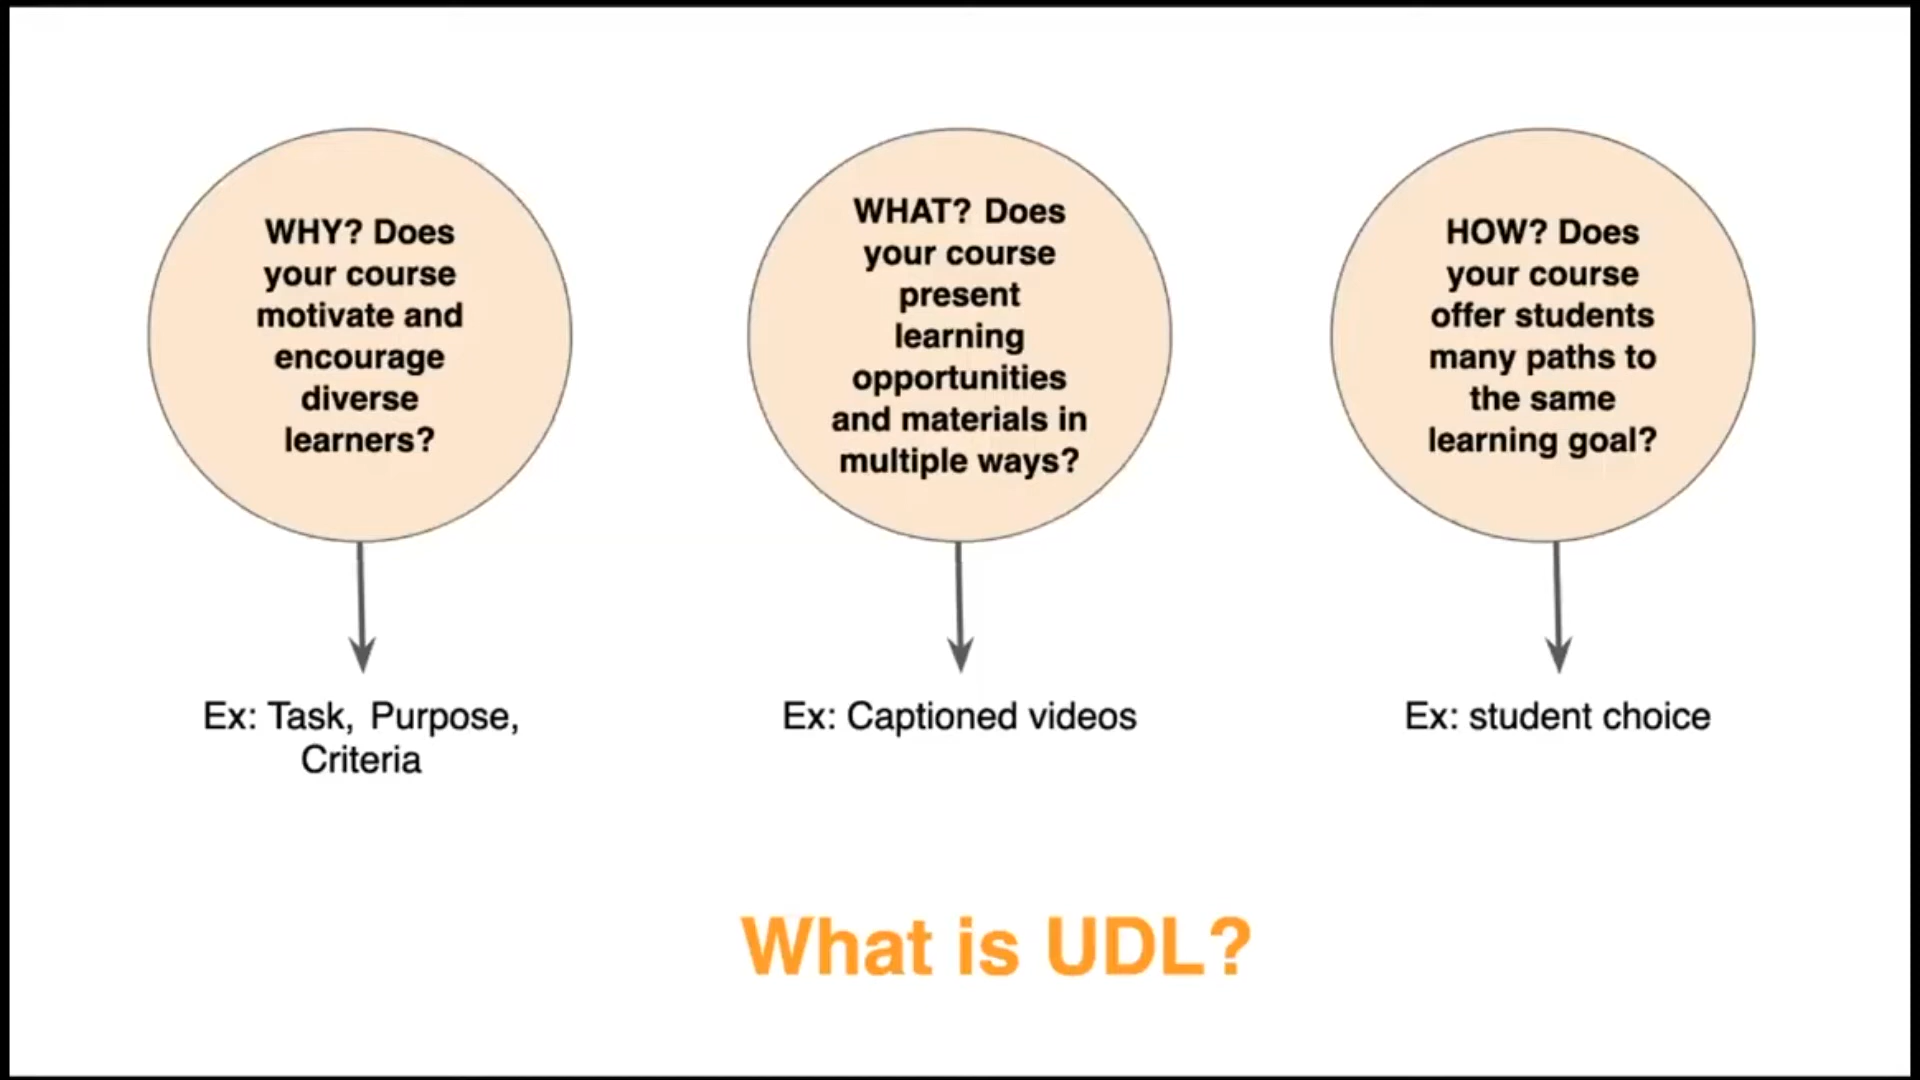 WHY? Does
your course
motivate and
encourage
diverse
learners?
WHAT? Does
your course
present
learning
opportunities
and materials in
multiple ways?
HOW? Does
your course
offer students
many paths to
the same
learning goal?
Ex: Task, Purpose,
Criteria
Ex: Captioned videos
Ex: student choice
What is UDL?